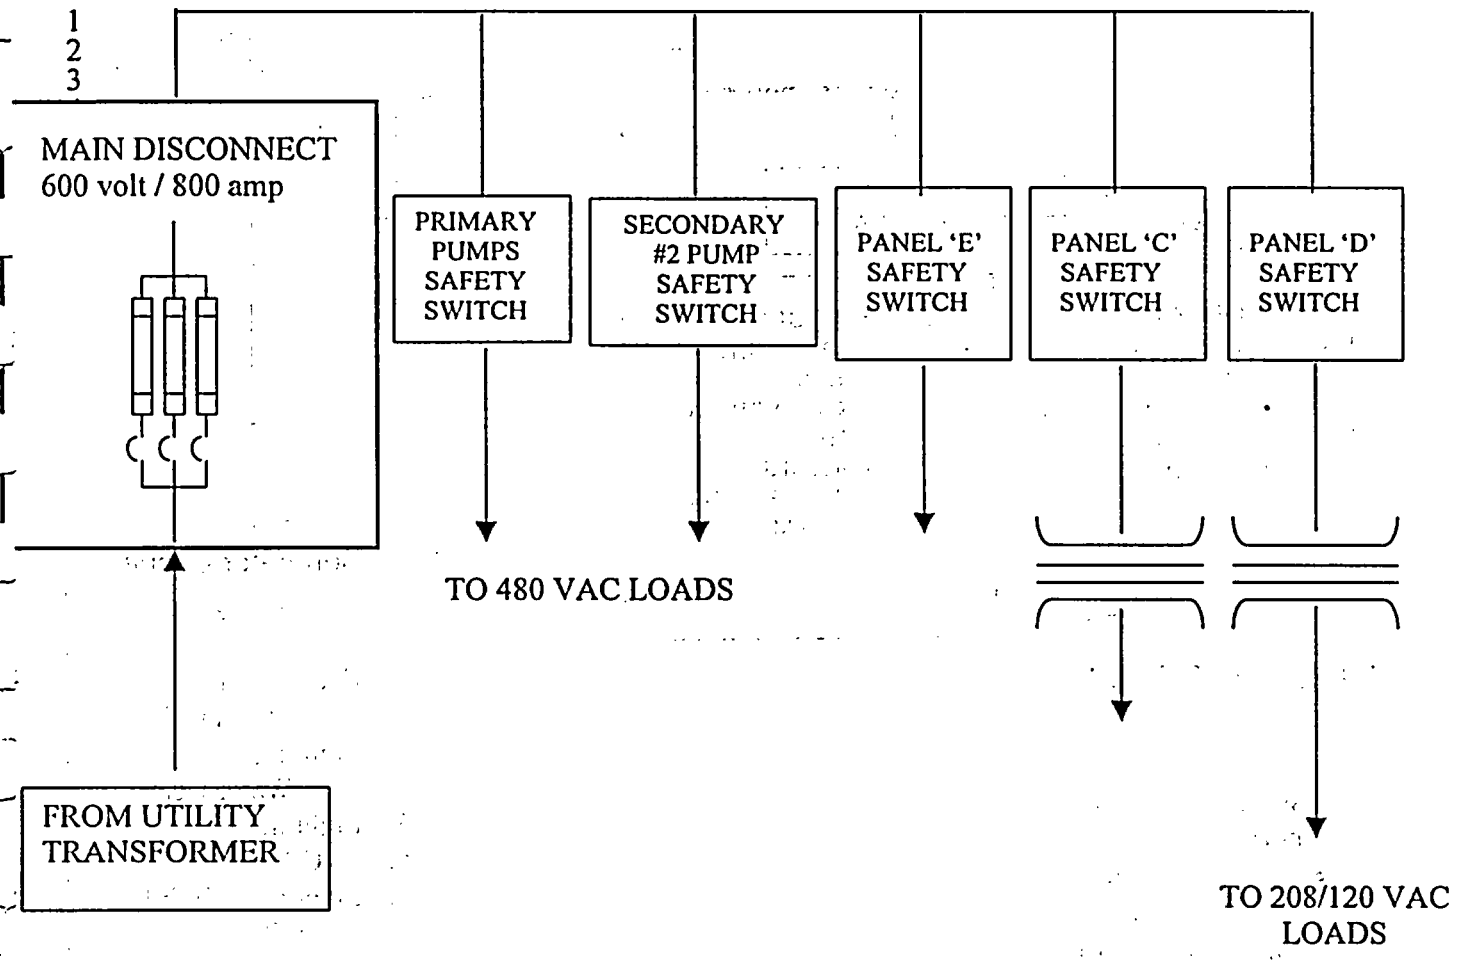 1
2
3
MAIN DISCONNECT
600 volt / 800 amp
PRIMARY
PUMPS
SAFETY
SWITCH
SECONDARY
#2 PUMP
SAFETY
SWITCH
PANEL ‘E’
SAFETY
SWITCH
PANEL ‘C’
SAFETY
SWITCH
PANEL ‘D’
SAFETY
SWITCH
TO 480 VAC LOADS
FROM UTILITY
TRANSFORMER
TO 208/120 VAC
LOADS